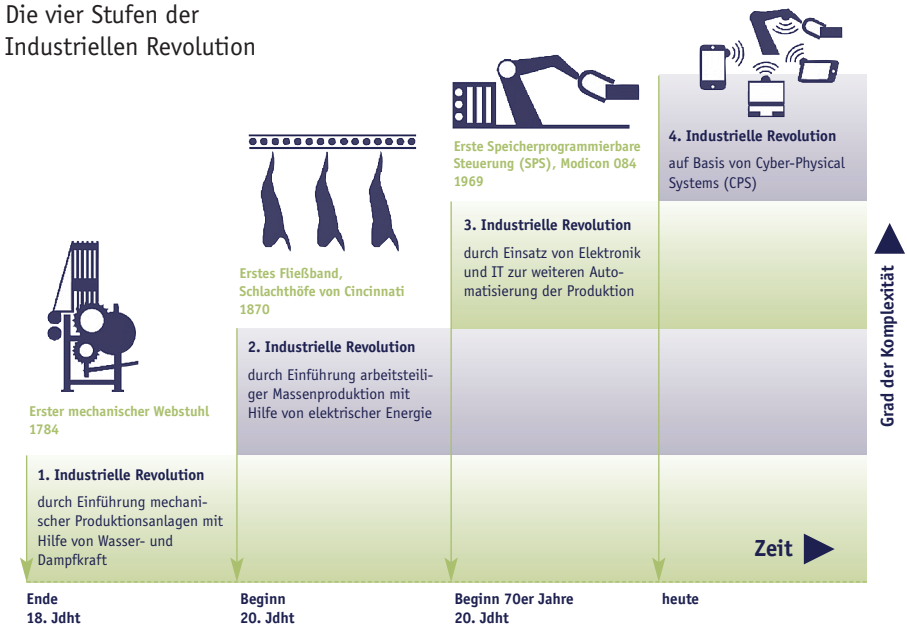 Die vier Stufen der
Industriellen Revolution
Erster mechanischer Webstuhl
1784
1. Industrielle Revolution
durch Einführung mechani-
scher Produktionsanlagen mit
Hilfe von Wasser- und
Dampfkraft
Erstes Fließband,
Schlachthöfe von Cincinnati
1870
2. Industrielle Revolution
durch Einführung arbeitsteili-
ger Massenproduktion mit
Hilfe von elektrischer Energie
Erste Speicherprogrammierbare
Steuerung (SPS), Modicon 084
1969
3. Industrielle Revolution
durch Einsatz von Elektronik
und IT zur weiteren Auto-
matisierung der Produktion
4. Industrielle Revolution
auf Basis von Cyber-Physical
Systems (CPS)
Grad der Komplexität
Zeit
Ende
18. Jdht
Beginn
20. Jdht
Beginn 70er Jahre
20. Jdht
heute